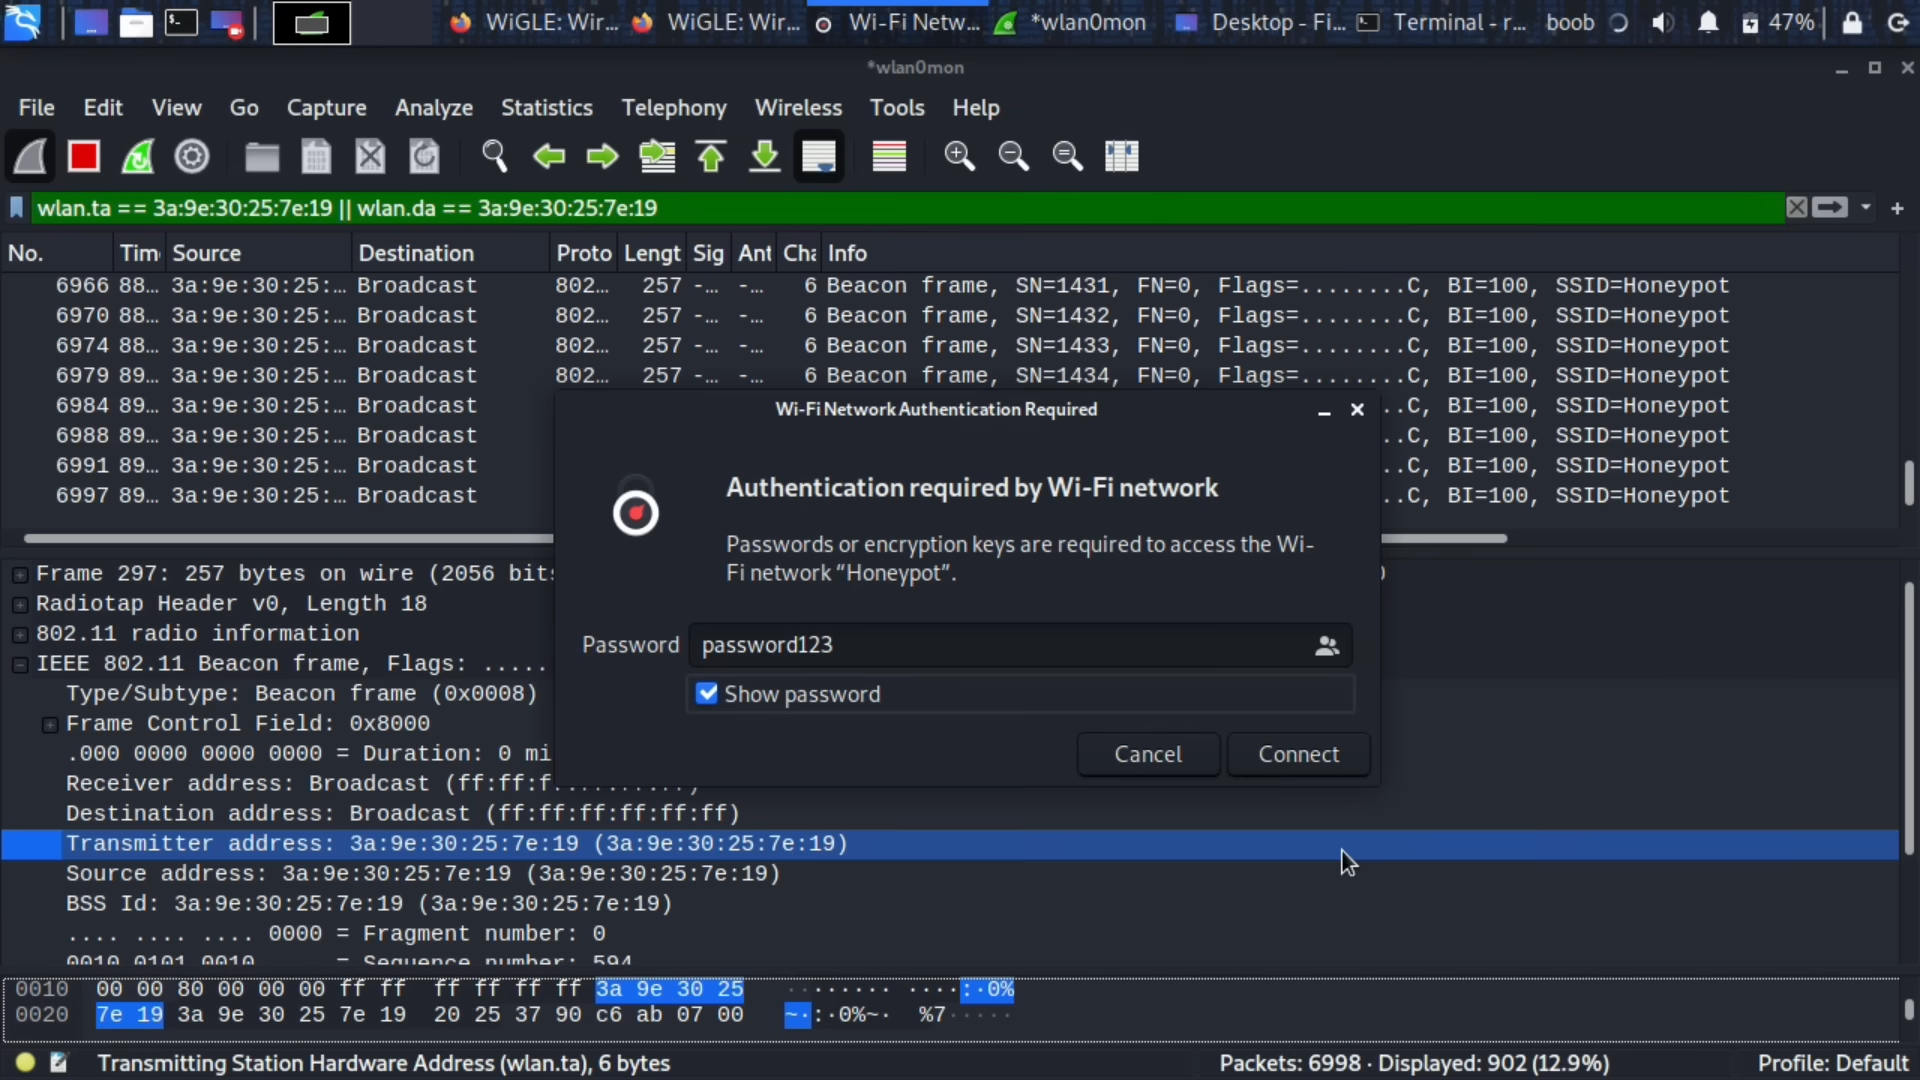 WiGLE: Wir... WiGLE: Wir... Wi-Fi Netw... *wlan0mon Desktop - Fi... Terminal - r... boob 47%
*wlan0mon
File Edit View Go Capture Analyze Statistics Telephony Wireless Tools Help
wlan.ta == 3a:9e:30:25:7e:19 || wlan.da == 3a:9e:30:25:7e:19
No. Tim Source Destination Proto Lengt Sig Ant Cha Info
6966 88… 3a:9e:30:25:… Broadcast 802… 257 -… -… 6 Beacon frame, SN=1431, FN=0, Flags=........C, BI=100, SSID=Honeypot
6970 88… 3a:9e:30:25:… Broadcast 802… 257 -… -… 6 Beacon frame, SN=1432, FN=0, Flags=........C, BI=100, SSID=Honeypot
6974 88… 3a:9e:30:25:… Broadcast 802… 257 -… -… 6 Beacon frame, SN=1433, FN=0, Flags=........C, BI=100, SSID=Honeypot
6979 89… 3a:9e:30:25:… Broadcast 802… 257 -… -… 6 Beacon frame, SN=1434, FN=0, Flags=........C, BI=100, SSID=Honeypot
6984 89… 3a:9e:30:25:… Broadcast ..C, BI=100, SSID=Honeypot
6988 89… 3a:9e:30:25:… Broadcast ..C, BI=100, SSID=Honeypot
6991 89… 3a:9e:30:25:… Broadcast ..C, BI=100, SSID=Honeypot
6997 89… 3a:9e:30:25:… Broadcast ..C, BI=100, SSID=Honeypot
Wi-Fi Network Authentication Required
Authentication required by Wi-Fi network
Passwords or encryption keys are required to access the Wi-
Fi network “Honeypot”.
Password password123
Show password
Cancel Connect
Frame 297: 257 bytes on wire (2056 bits
Radiotap Header v0, Length 18
802.11 radio information
IEEE 802.11 Beacon frame, Flags: .....
Type/Subtype: Beacon frame (0x0008)
Frame Control Field: 0x8000
.000 0000 0000 0000 = Duration: 0 mi
Receiver address: Broadcast (ff:ff:f
Destination address: Broadcast (ff:ff:ff:ff:ff:ff)
Transmitter address: 3a:9e:30:25:7e:19 (3a:9e:30:25:7e:19)
Source address: 3a:9e:30:25:7e:19 (3a:9e:30:25:7e:19)
BSS Id: 3a:9e:30:25:7e:19 (3a:9e:30:25:7e:19)
.... .... .... 0000 = Fragment number: 0
0010 0101 0010 = Sequence number: 594
0010 00 00 80 00 00 00 ff ff ff ff ff ff 3a 9e 30 25 ········ ····:·0%
0020 7e 19 3a 9e 30 25 7e 19 20 25 37 90 c6 ab 07 00 ~·:·0%~· %7·····
Transmitting Station Hardware Address (wlan.ta), 6 bytes
Packets: 6998 · Displayed: 902 (12.9%)
Profile: Default